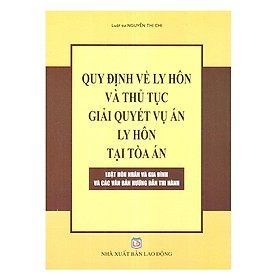 Luật sư NGUYỄN THỊ CHI
QUY ĐỊNH VỀ LY HÔN
VÀ THỦ TỤC
GIẢI QUYẾT VỤ ÁN
LY HÔN
TẠI TÒA ÁN
LUẬT HÔN NHÂN VÀ GIA ĐÌNH
VÀ CÁC VĂN BẢN HƯỚNG DẪN THI HÀNH
NHÀ XUẤT BẢN LAO ĐỘNG